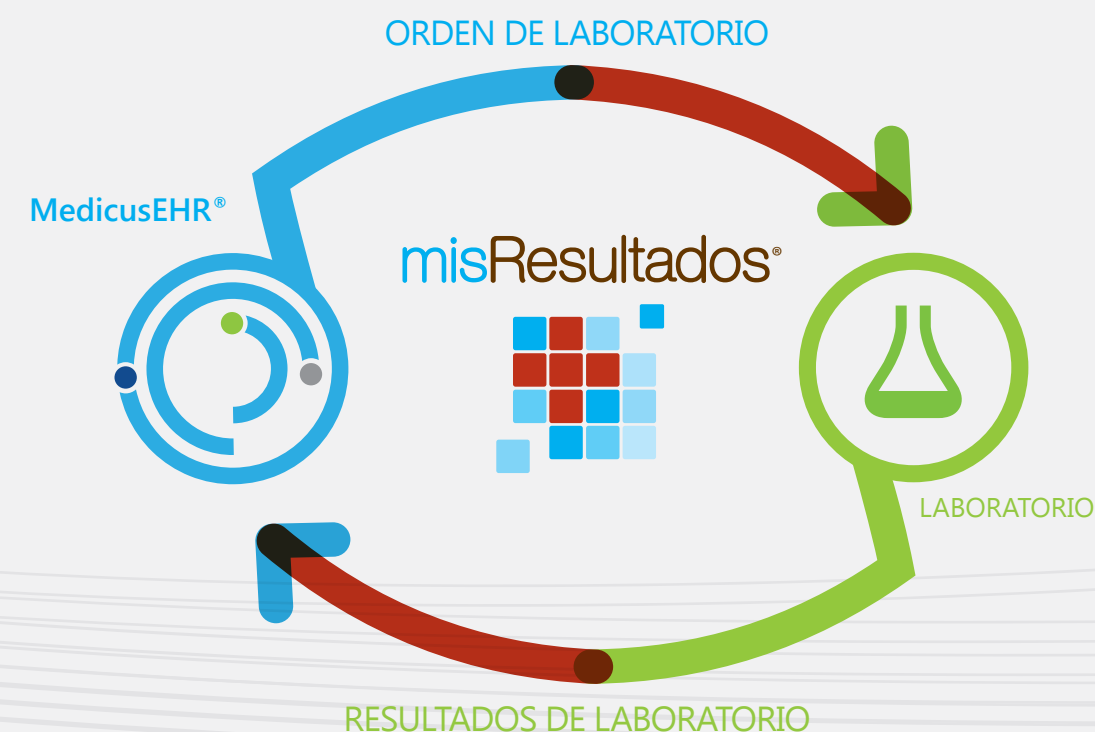 ORDEN DE LABORATORIO
MedicusEHR®
misResultados®
LABORATORIO
RESULTADOS DE LABORATORIO